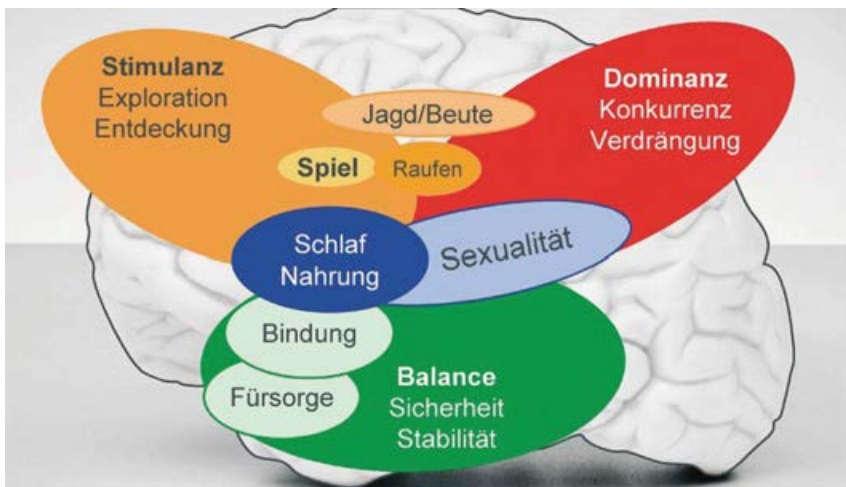 Stimulanz
Exploration
Entdeckung
Dominanz
Konkurrenz
Verdrängung
Jagd/Beute
Spiel
Raufen
Schlaf
Nahrung
Sexualität
Bindung
Fürsorge
Balance
Sicherheit
Stabilität